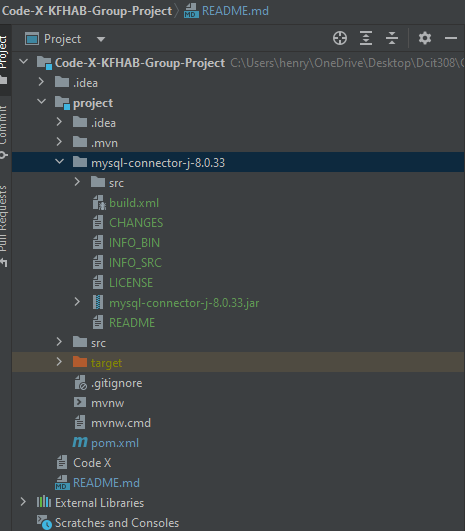 Code-X-KFHAB-Group-Project README.md
Project
Code-X-KFHAB-Group-Project C:\Users\henry\OneDrive\Desktop\Dcit308\
.idea
project
.idea
.mvn
mysql-connector-j-8.0.33
src
build.xml
CHANGES
INFO_BIN
INFO_SRC
LICENSE
mysql-connector-j-8.0.33.jar
README
src
target
.gitignore
mvnw
mvnw.cmd
pom.xml
Code X
README.md
External Libraries
Scratches and Consoles
Project
Commit
Pull Requests